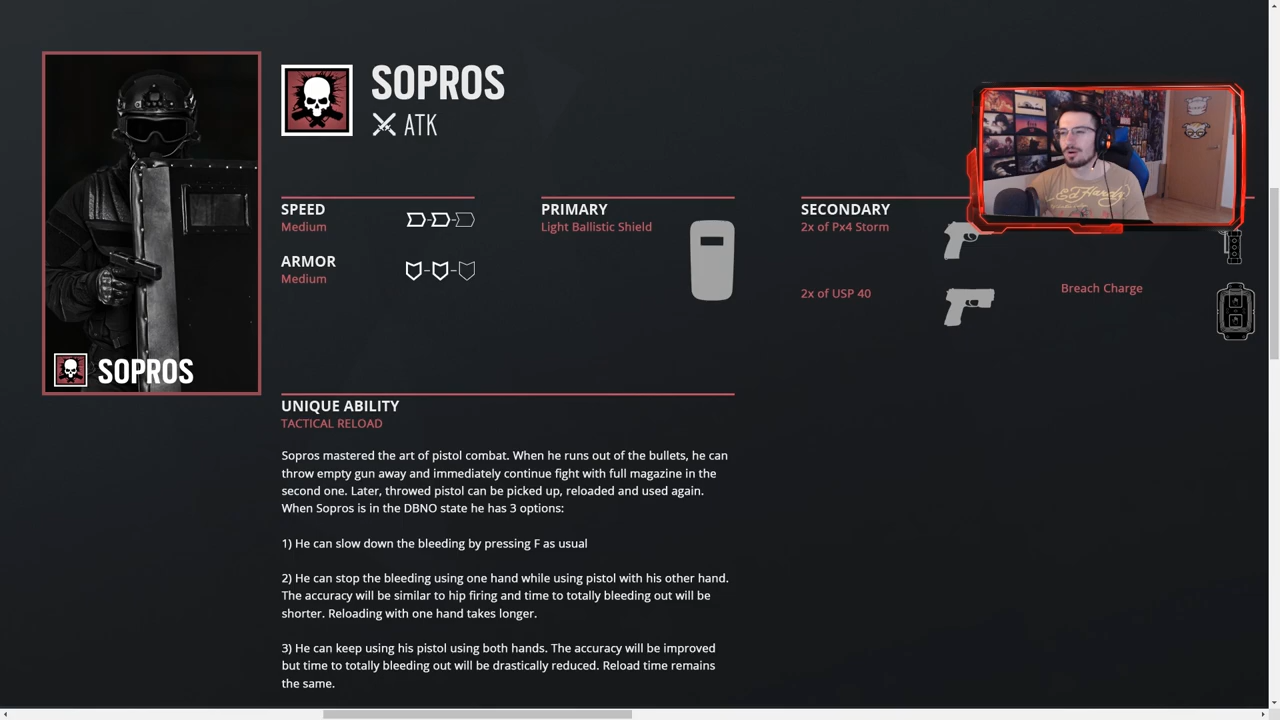 SOPROS
ATK
SPEED
Medium
ARMOR
Medium
PRIMARY
Light Ballistic Shield
SECONDARY
2x of Px4 Storm
2x of USP 40
Breach Charge
SOPROS
UNIQUE ABILITY
TACTICAL RELOAD
Sopros mastered the art of pistol combat. When he runs out of the bullets, he can
throw empty gun away and immediately continue fight with full magazine in the
second one. Later, throwed pistol can be picked up, reloaded and used again.
When Sopros is in the DBNO state he has 3 options:
1) He can slow down the bleeding by pressing F as usual
2) He can stop the bleeding using one hand while using pistol with his other hand.
The accuracy will be similar to hip firing and time to totally bleeding out will be
shorter. Reloading with one hand takes longer.
3) He can keep using his pistol using both hands. The accuracy will be improved
but time to totally bleeding out will be drastically reduced. Reload time remains
the same.
Ed Hardy